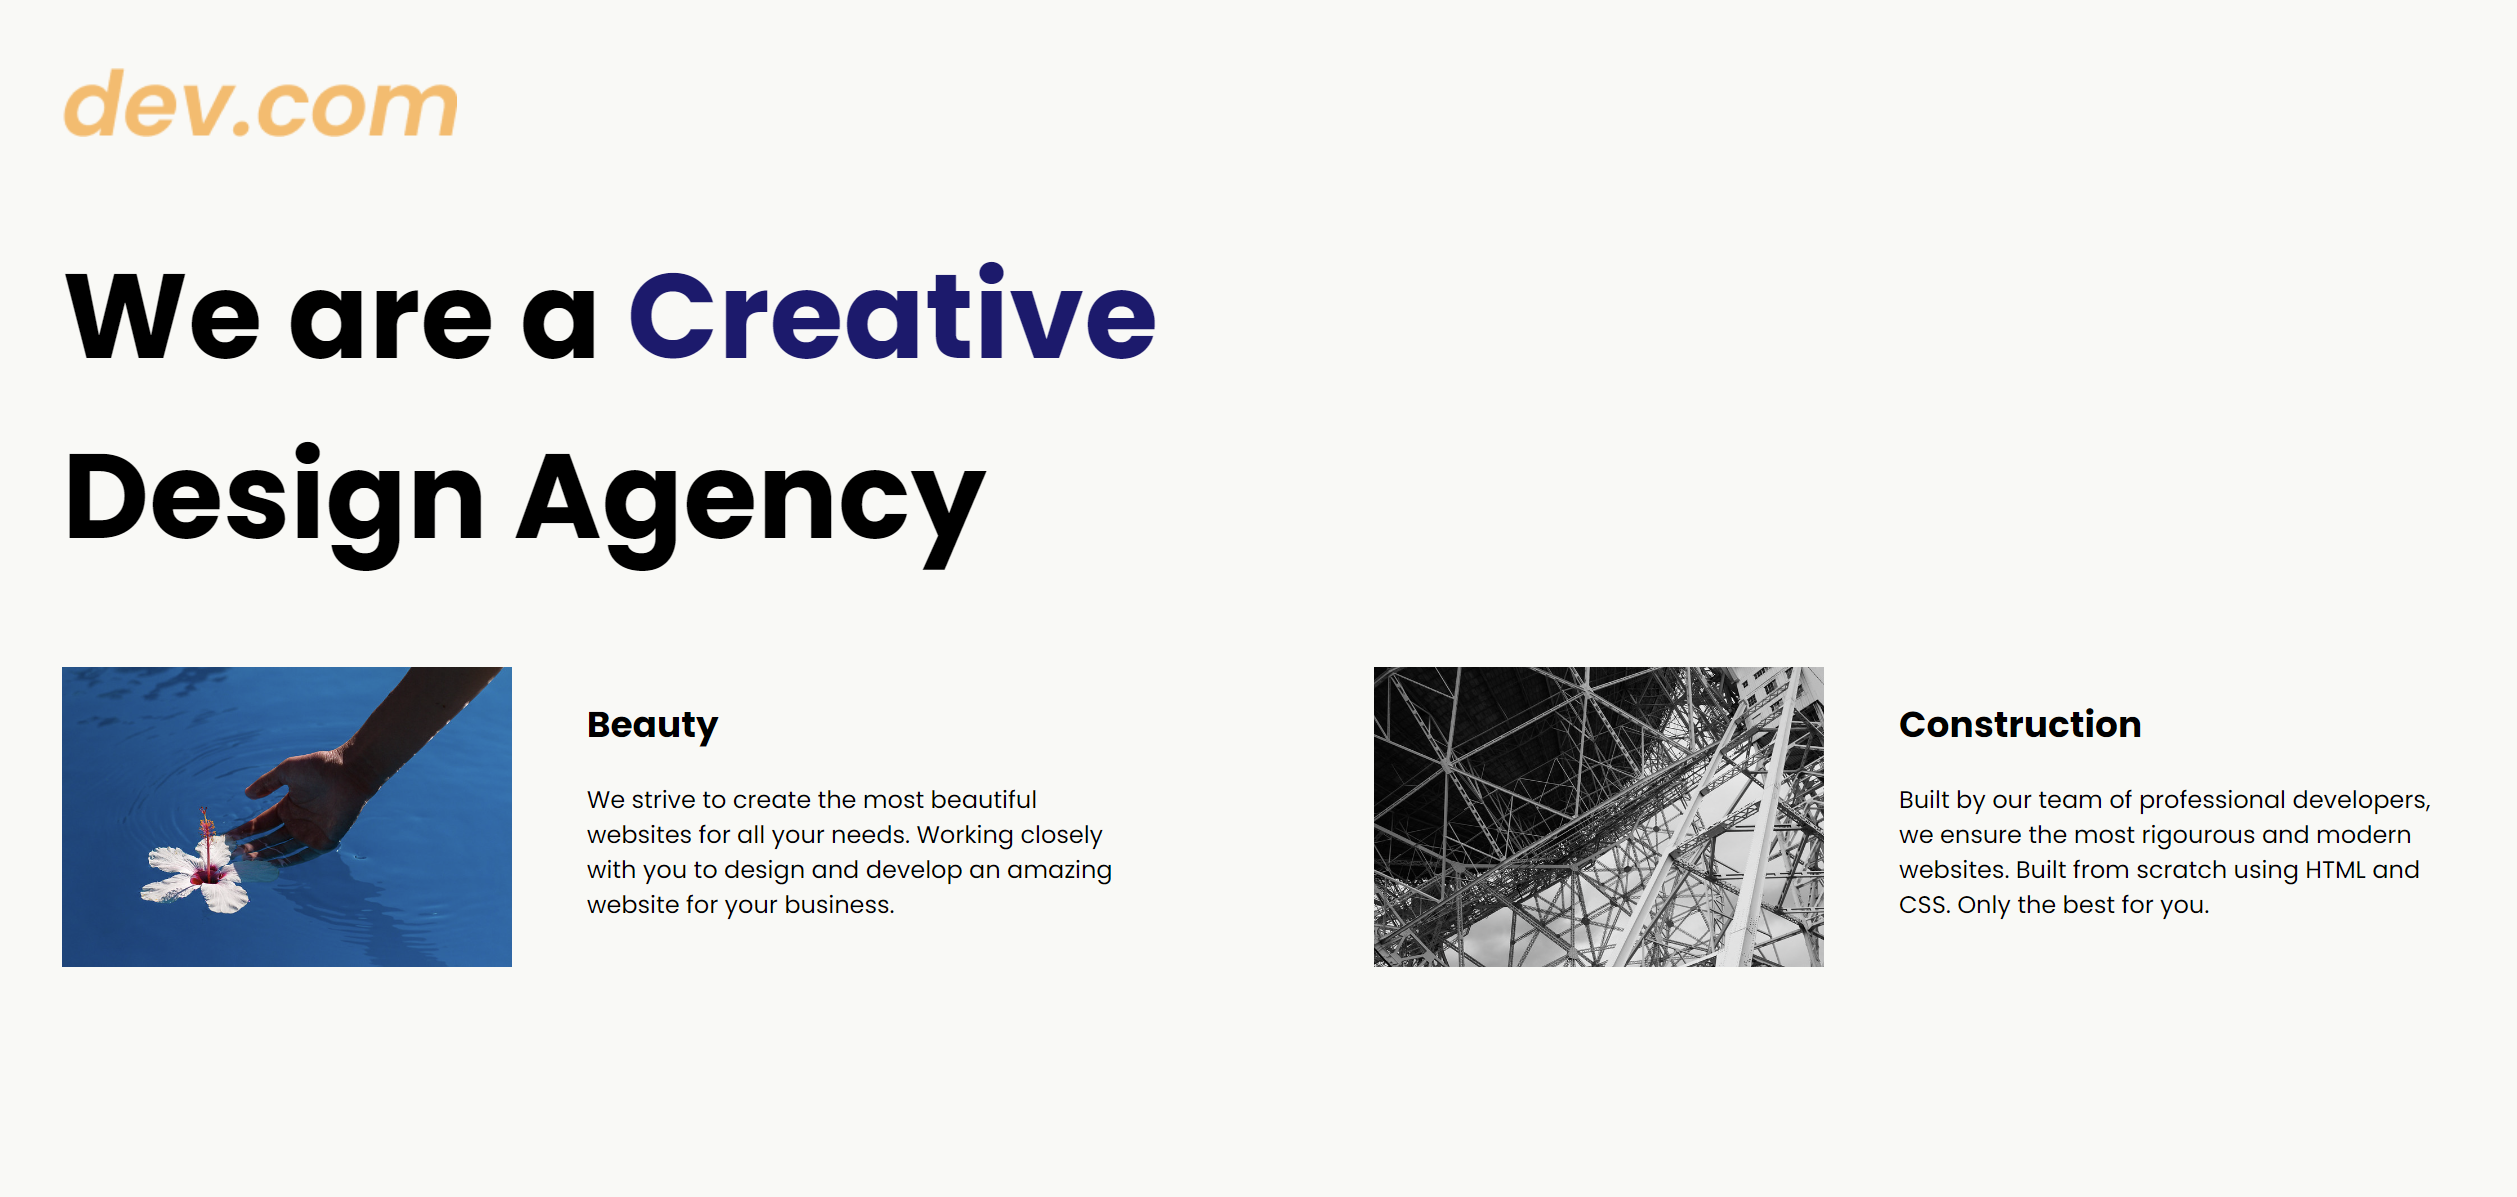 dev.com
We are a Creative
Design Agency
Beauty
We strive to create the most beautiful
websites for all your needs. Working closely
with you to design and develop an amazing
website for your business.
Construction
Built by our team of professional developers,
we ensure the most rigourous and modern
websites. Built from scratch using HTML and
CSS. Only the best for you.